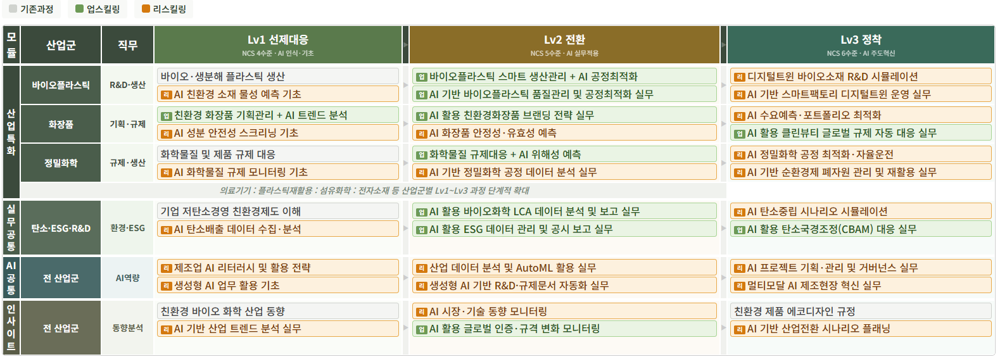 기존과정 업스킬링 리스킬링
모듈 산업군 직무 Lv1 선제대응 Lv2 전환 Lv3 정착
NCS 4수준 · AI 인식·기초 NCS 5수준 · AI 실무적용 NCS 6수준 · AI 주도혁신
산업특화
바이오플라스틱 R&D·생산
바이오·생분해 플라스틱 생산
리 AI 친환경 소재 물성 예측 기초
업 바이오플라스틱 스마트 생산관리 + AI 공정최적화
업 AI 기반 바이오플라스틱 품질관리 및 공정최적화 실무
리 디지털트윈 바이오소재 R&D 시뮬레이션
리 AI 기반 스마트팩토리 디지털트윈 운영 실무
화장품 기획·규제
업 친환경 화장품 기획관리 + AI 트렌드 분석
리 AI 성분 안전성 스크리닝 기초
업 AI 활용 친환경화장품 브랜딩 전략 실무
리 AI 화장품 안정성·유효성 예측
리 AI 수요예측·포트폴리오 최적화
업 AI 활용 클린뷰티 글로벌 규제 자동 대응 실무
정밀화학 규제·생산
화학물질 및 제품 규제 대응
리 AI 화학물질 규제 모니터링 기초
업 화학물질 규제대응 + AI 위해성 예측
리 AI 기반 정밀화학 공정 데이터 분석 실무
리 AI 정밀화학 공정 최적화·자율운전
리 AI 기반 순환경제 폐자원 관리 및 재활용 실무
의료기기 : 플라스틱재활용 : 섬유화학 : 전자소재 등 산업군별 Lv1~Lv3 과정 단계적 확대
실무공통
탄소·ESG·R&D 환경·ESG
기업 저탄소경영 친환경제도 이해
리 AI 탄소배출 데이터 수집·분석
업 AI 활용 바이오화학 LCA 데이터 분석 및 보고 실무
업 AI 활용 ESG 데이터 관리 및 공시 보고 실무
리 AI 탄소중립 시나리오 시뮬레이션
업 AI 활용 탄소국경조정(CBAM) 대응 실무
AI공통
전 산업군 AI역량
리 제조업 AI 리터러시 및 활용 전략
리 생성형 AI 업무 활용 기초
리 산업 데이터 분석 및 AutoML 활용 실무
리 생성형 AI 기반 R&D·규제문서 자동화 실무
리 AI 프로젝트 기획·관리 및 거버넌스 실무
리 멀티모달 AI 제조현장 혁신 실무
인사이트
전 산업군 동향분석
친환경 바이오 화학 산업 동향
리 AI 기반 산업 트렌드 분석 실무
리 AI 시장·기술 동향 모니터링
업 AI 활용 글로벌 인증·규격 변화 모니터링
친환경 제품 에코디자인 규정
리 AI 기반 산업전환 시나리오 플래닝